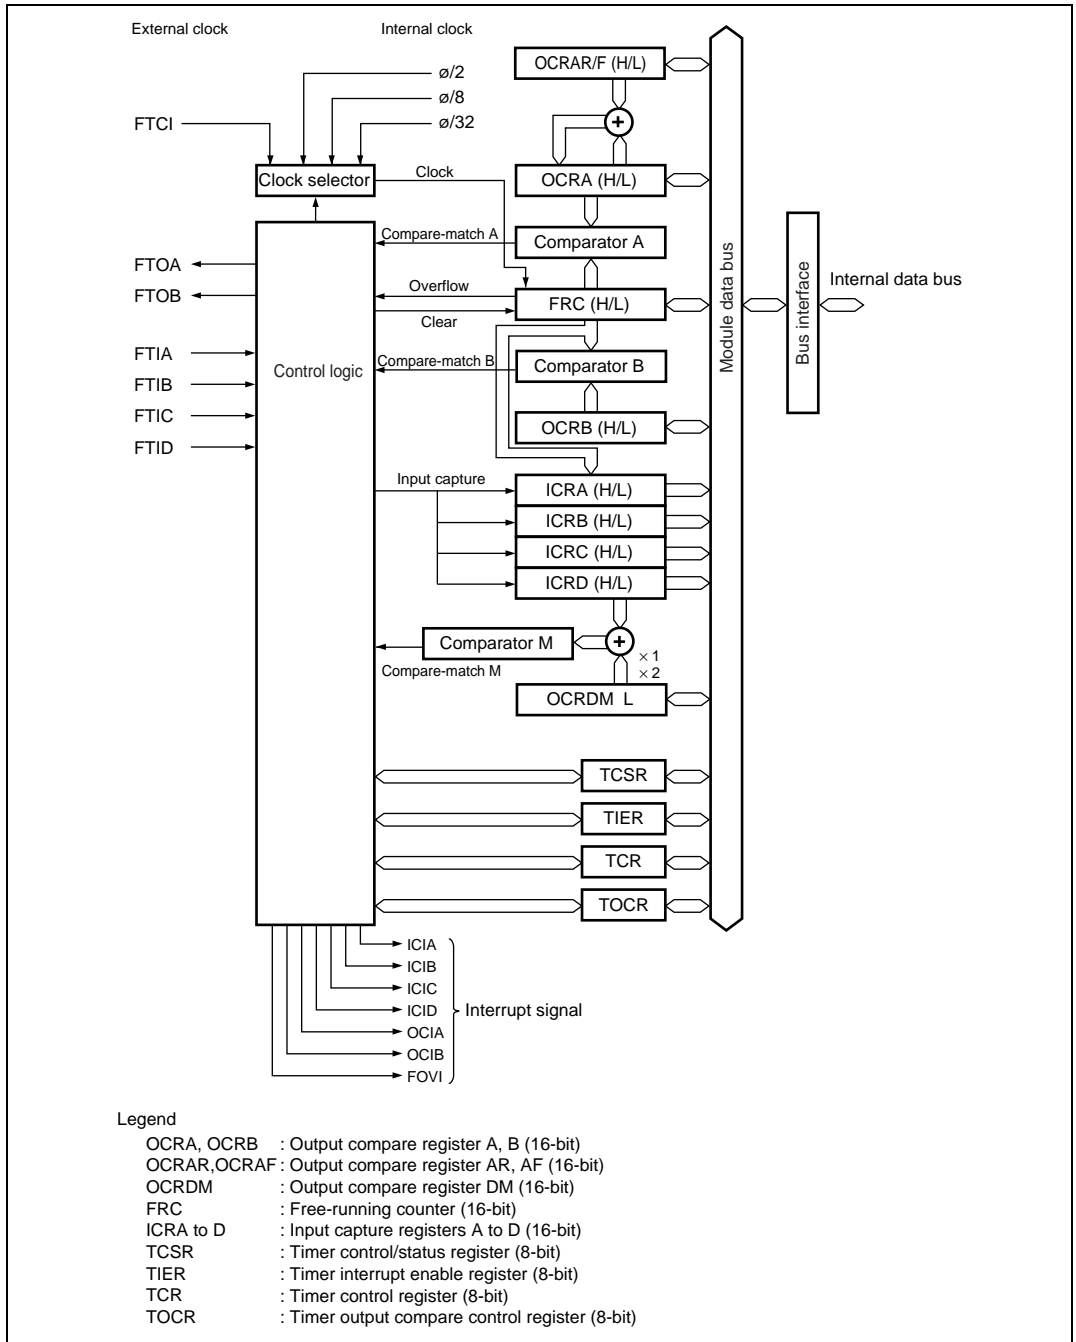 External clock
Internal clock
ø/2
ø/8
ø/32
FTCI
Clock selector
Clock
OCRAR/F (H/L)
+
OCRA (H/L)
Compare-match A
Comparator A
FTOA
FTOB
Overflow
FRC (H/L)
Clear
FTIA
FTIB
FTIC
FTID
Control logic
Compare-match B
Comparator B
OCRB (H/L)
Input capture
ICRA (H/L)
ICRB (H/L)
ICRC (H/L)
ICRD (H/L)
+
Comparator M
Compare-match M
× 1
× 2
OCRDM L
TCSR
TIER
TCR
TOCR
Module data bus
Bus interface
Internal data bus
ICIA
ICIB
ICIC
ICID
OCIA
OCIB
FOVI
Interrupt signal
Legend
OCRA, OCRB : Output compare register A, B (16-bit)
OCRAR,OCRAF : Output compare register AR, AF (16-bit)
OCRDM : Output compare register DM (16-bit)
FRC : Free-running counter (16-bit)
ICRA to D : Input capture registers A to D (16-bit)
TCSR : Timer control/status register (8-bit)
TIER : Timer interrupt enable register (8-bit)
TCR : Timer control register (8-bit)
TOCR : Timer output compare control register (8-bit)